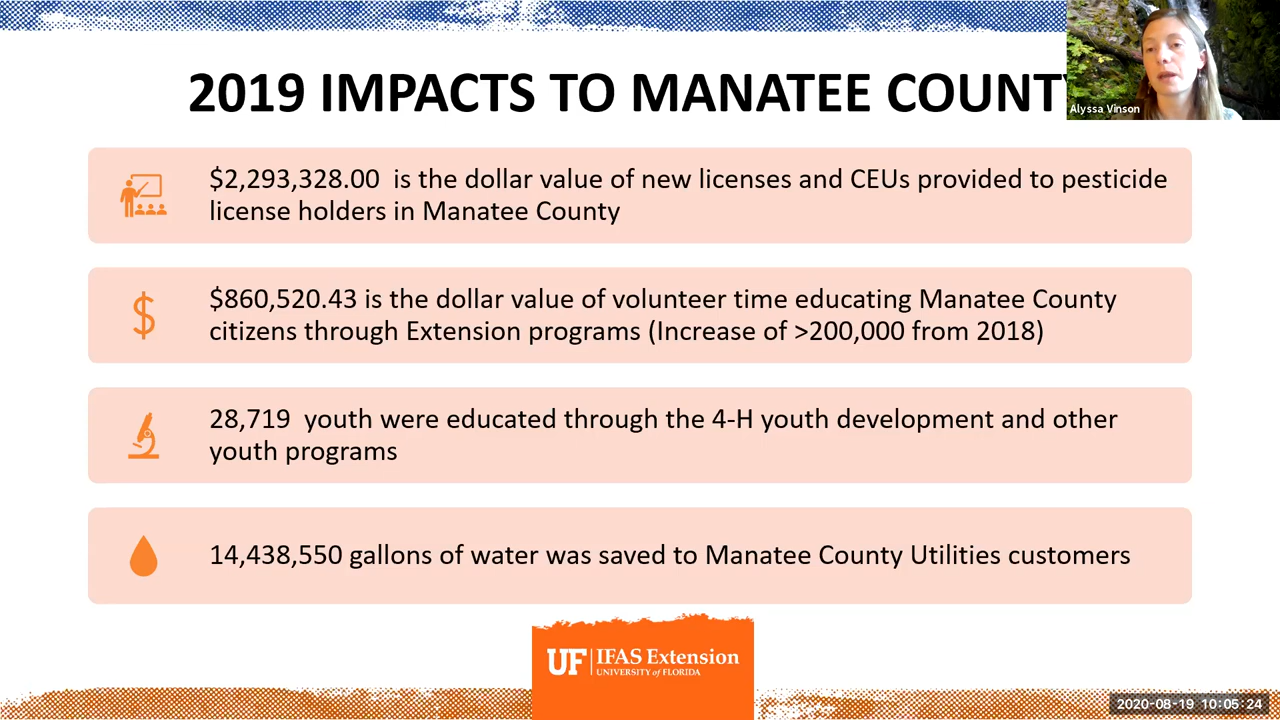 2019 IMPACTS TO MANATEE COUNT
Alyssa Vinson
$2,293,328.00 is the dollar value of new licenses and CEUs provided to pesticide
license holders in Manatee County
$860,520.43 is the dollar value of volunteer time educating Manatee County
citizens through Extension programs (Increase of >200,000 from 2018)
28,719 youth were educated through the 4-H youth development and other
youth programs
14,438,550 gallons of water was saved to Manatee County Utilities customers
UF IFAS Extension
UNIVERSITY of FLORIDA
2020-08-19 10:05:24